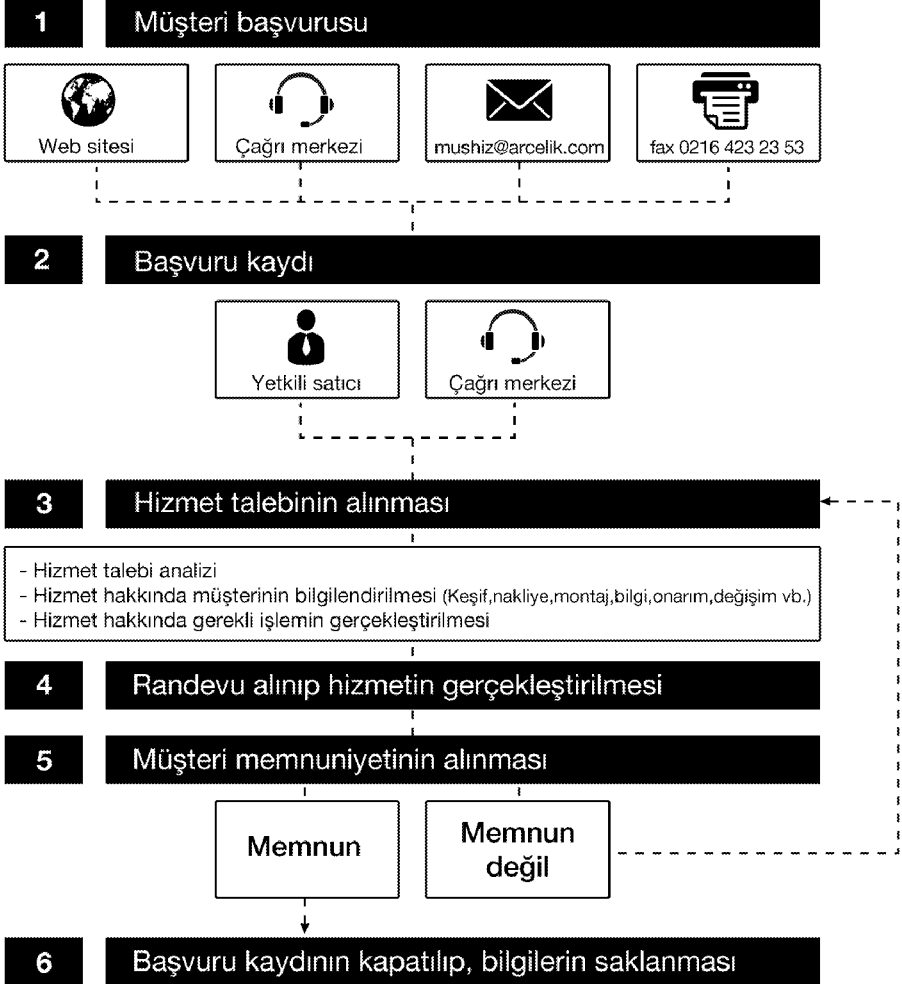 1 Müşteri başvurusu
Web sitesi
Çağrı merkezi
mushiz@arcelik.com
fax 0216 423 23 53
2 Başvuru kaydı
Yetkili satıcı
Çağrı merkezi
3 Hizmet talebinin alınması
- Hizmet talebi analizi
- Hizmet hakkında müşterinin bilgilendirilmesi (Keşif,nakliye,montaj,bilgi,onarım,değişim vb.)
- Hizmet hakkında gerekli işlemin gerçekleştirilmesi
4 Randevu alınıp hizmetin gerçekleştirilmesi
5 Müşteri memnuniyetinin alınması
Memnun
Memnun
değil
6 Başvuru kaydının kapatılıp, bilgilerin saklanması